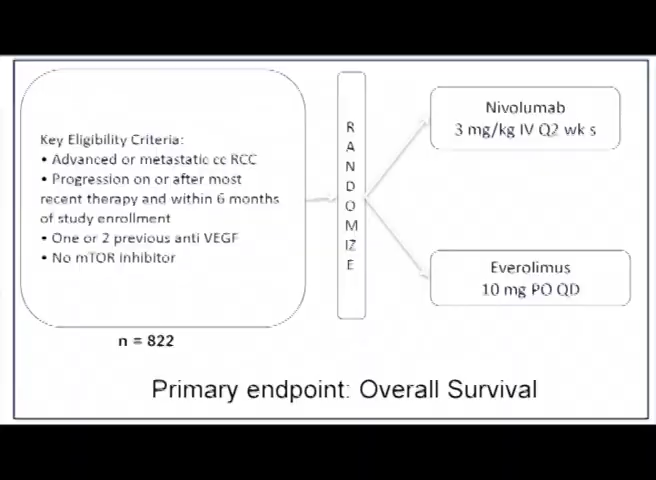 Key Eligibility Criteria:
• Advanced or metastatic cc RCC
• Progression on or after most
recent therapy and within 6 months
of study enrollment
• One or 2 previous anti VEGF
• No mTOR inhibitor
n = 822
R
A
N
D
O
M
IZ
E
Nivolumab
3 mg/kg IV Q2 wk s
Everolimus
10 mg PO QD
Primary endpoint: Overall Survival